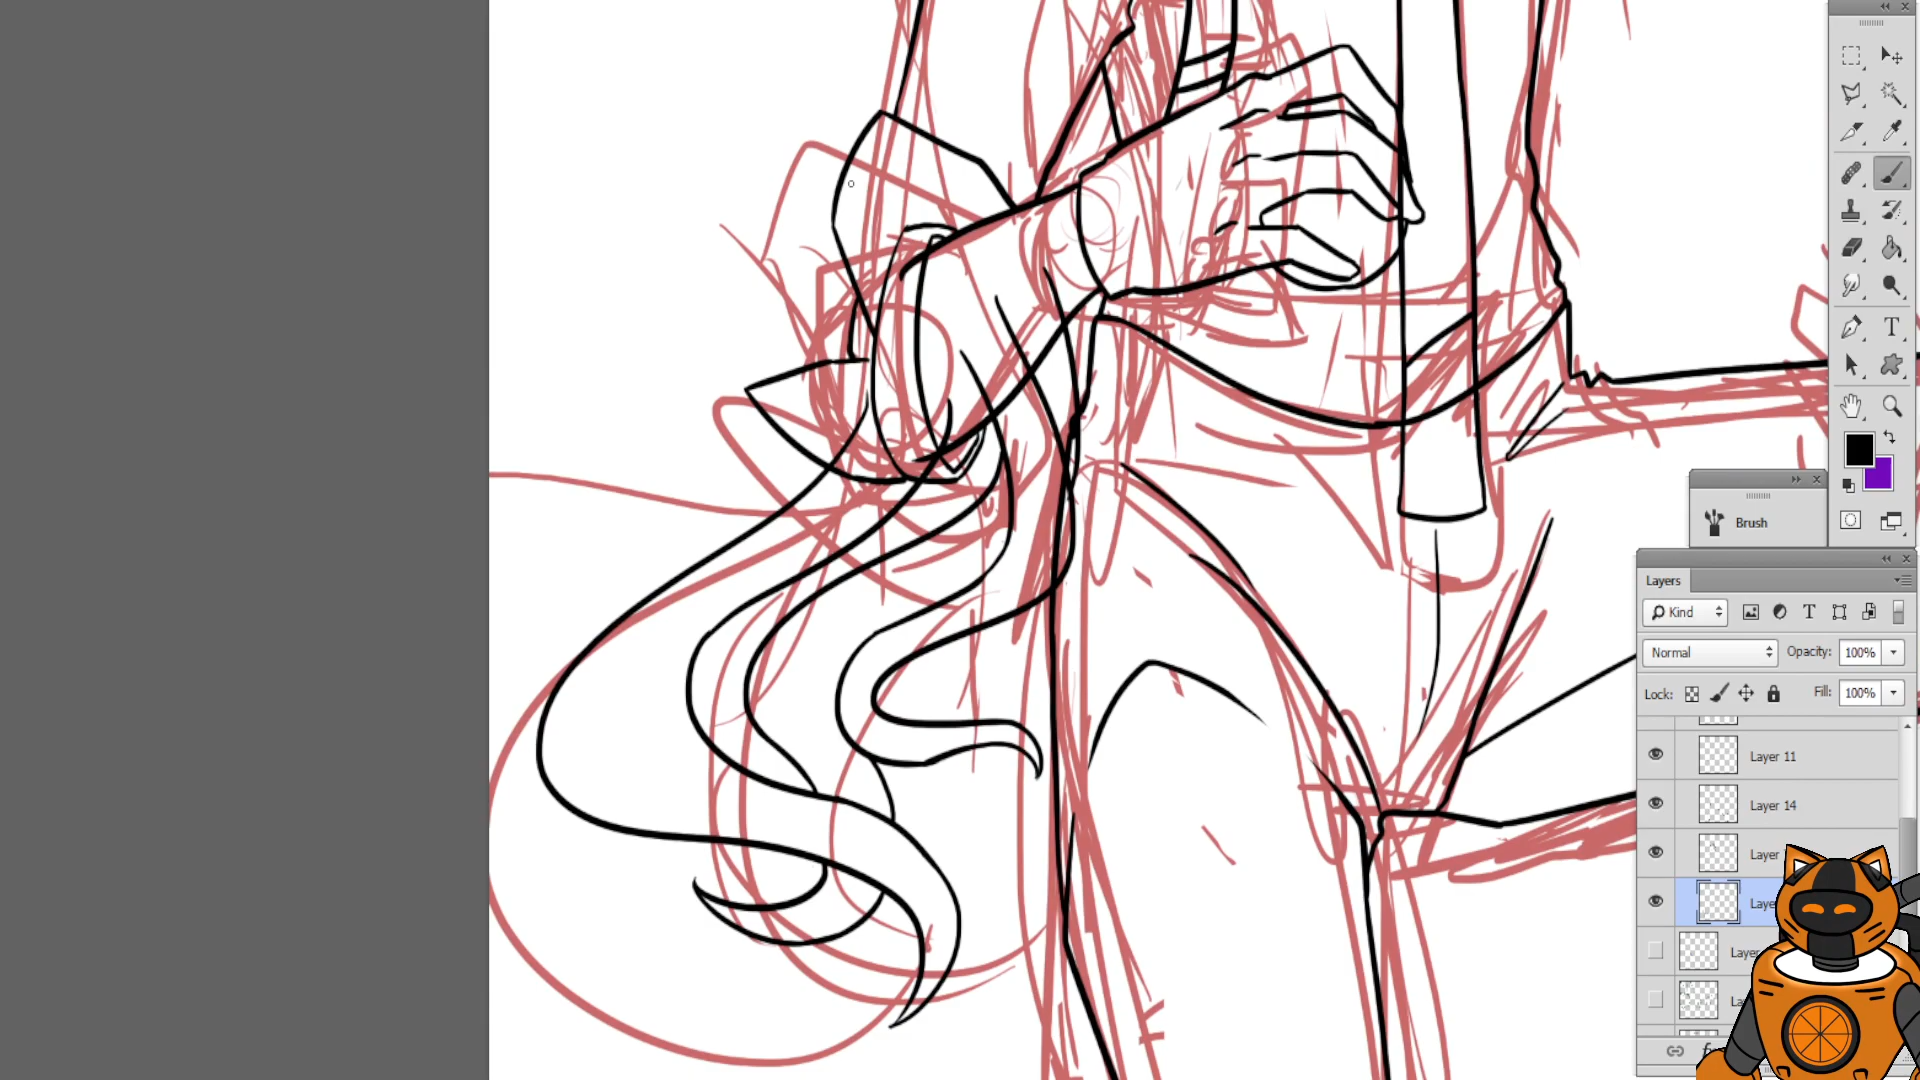 Brush
Layers
Kind
T
Normal
Opacity: 100%
Lock:
Fill: 100%
Layer 11
Layer 14
Layer